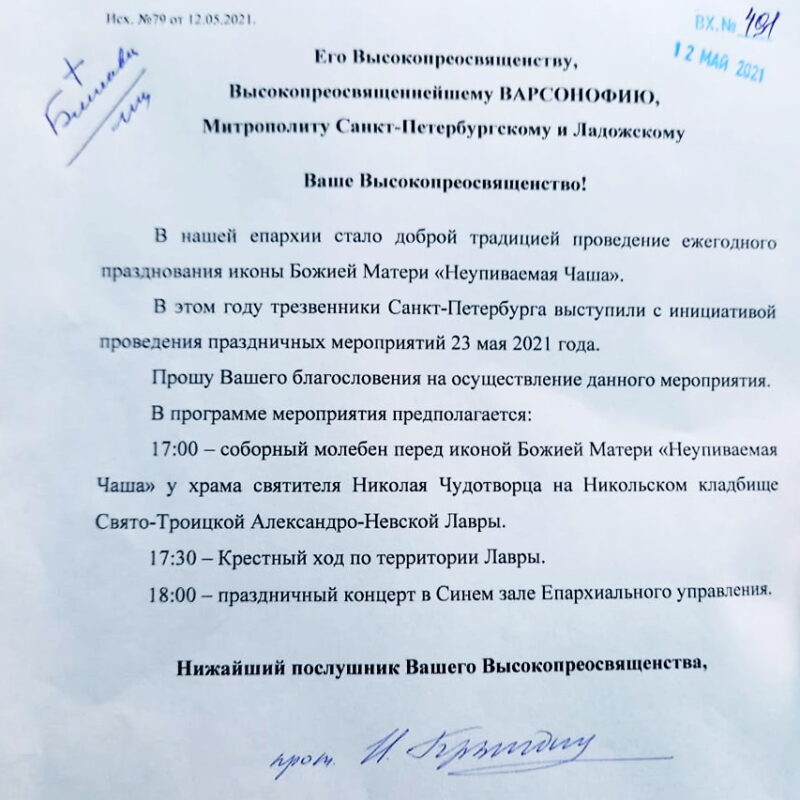 Исх. №79 от 12.05.2021.
ВХ. № 491
12 МАЙ 2021
Его Высокопреосвященству,
Высокопреосвященнейшему ВАРСОНОФИЮ,
Митрополиту Санкт-Петербургскому и Ладожскому
Ваше Высокопреосвященство!
В нашей епархии стало доброй традицией проведение ежегодного
празднования иконы Божией Матери «Неупиваемая Чаша».
В этом году трезвенники Санкт-Петербурга выступили с инициативой
проведения праздничных мероприятий 23 мая 2021 года.
Прошу Вашего благословения на осуществление данного мероприятия.
В программе мероприятия предполагается:
17:00 – соборный молебен перед иконой Божией Матери «Неупиваемая
Чаша» у храма святителя Николая Чудотворца на Никольском кладбище
Свято-Троицкой Александро-Невской Лавры.
17:30 – Крестный ход по территории Лавры.
18:00 – праздничный концерт в Синем зале Епархиального управления.
Нижайший послушник Вашего Высокопреосвященства,
прот. И.